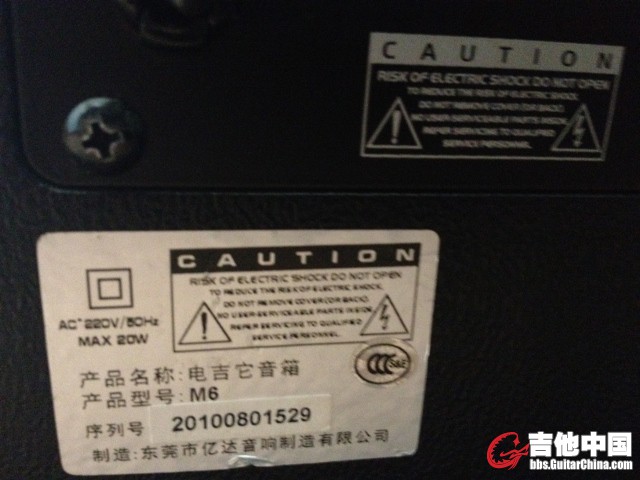 CAUTION
RISK OF ELECTRIC SHOCK DO NOT OPEN
TO REDUCE THE RISK OF ELECTRIC SHOCK,
DO NOT REMOVE COVER (OR BACK)
NO USER-SERVICEABLE PARTS INSIDE
REFER SERVICING TO QUALIFIED
SERVICE PERSONNEL.
CAUTION
RISK OF ELECTRIC SHOCK DO NOT OPEN
TO REDUCE THE RISK OF ELECTRIC SHOCK,
DO NOT REMOVE COVER (OR BACK)
NO USER-SERVICEABLE PARTS INSIDE
REFER SERVICING TO QUALIFIED
SERVICE PERSONNEL.
AC~220V/50Hz
MAX 20W
CCC S&E
产品名称:电吉它音箱
产品型号:M6
序列号 20100801529
制造:东莞市亿达音响制造有限公司
吉他中国
bbs.GuitarChina.com